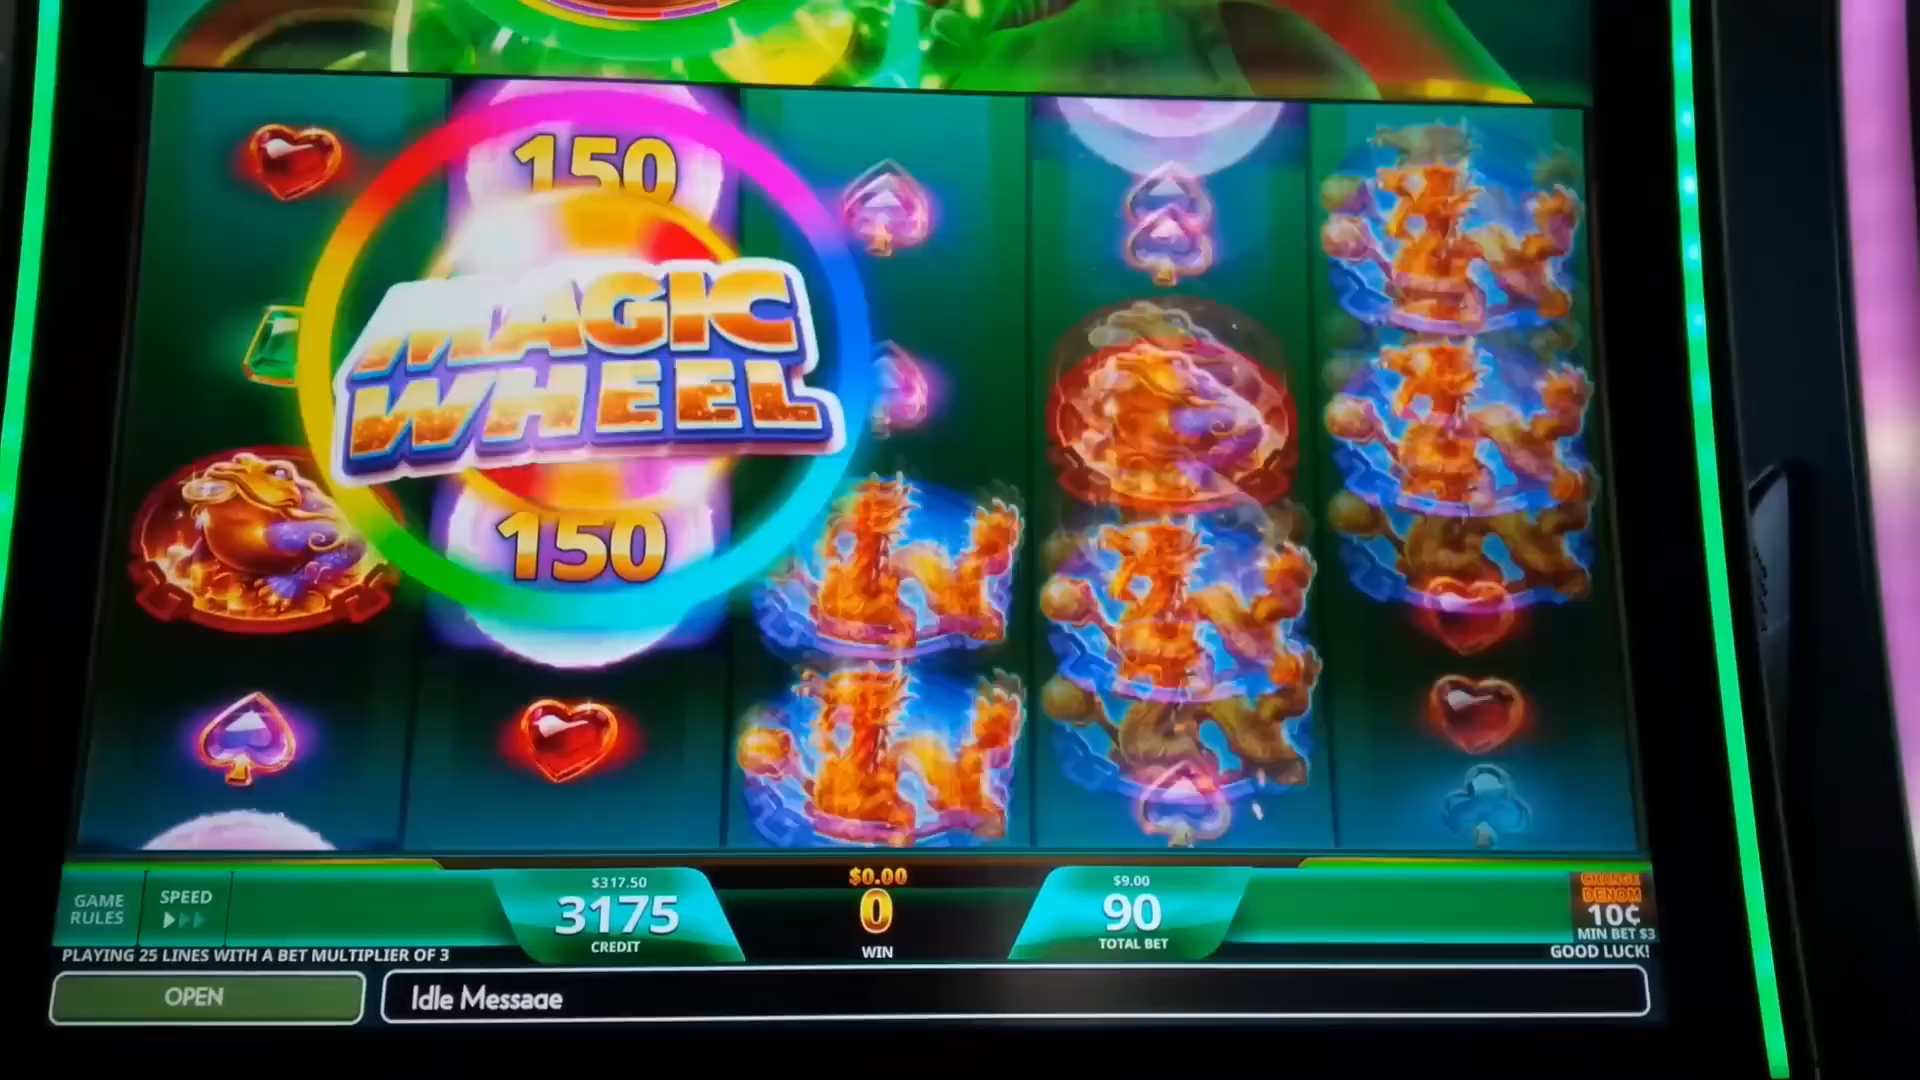 150
MAGIC
WHEEL
150
GAME
RULES
SPEED
$317.50
3175
CREDIT
$0.00
0
WIN
$9.00
90
TOTAL BET
CHANGE
DENOM
10¢
MIN BET $3
PLAYING 25 LINES WITH A BET MULTIPLIER OF 3
GOOD LUCK!
OPEN
Idle Message